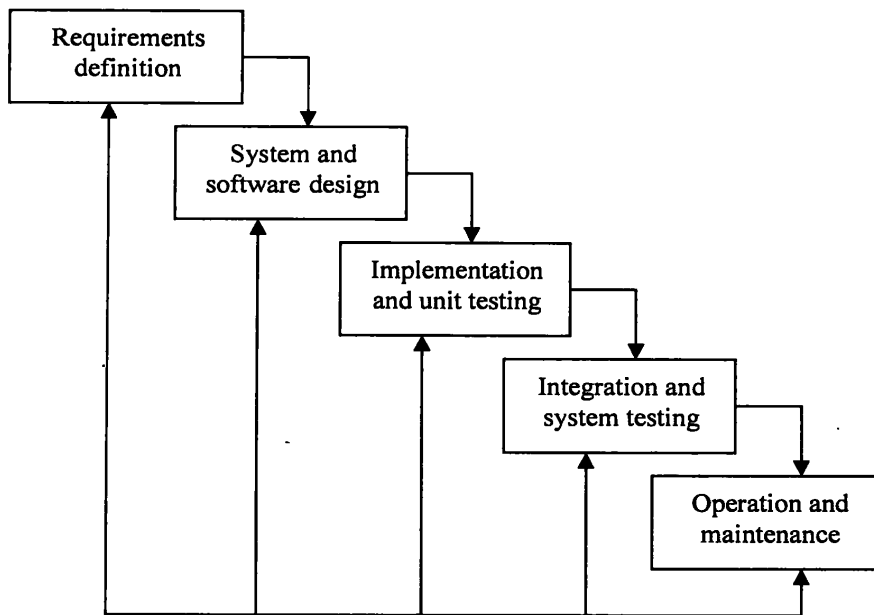 Requirements
definition
System and
software design
Implementation
and unit testing
Integration and
system testing
Operation and
maintenance